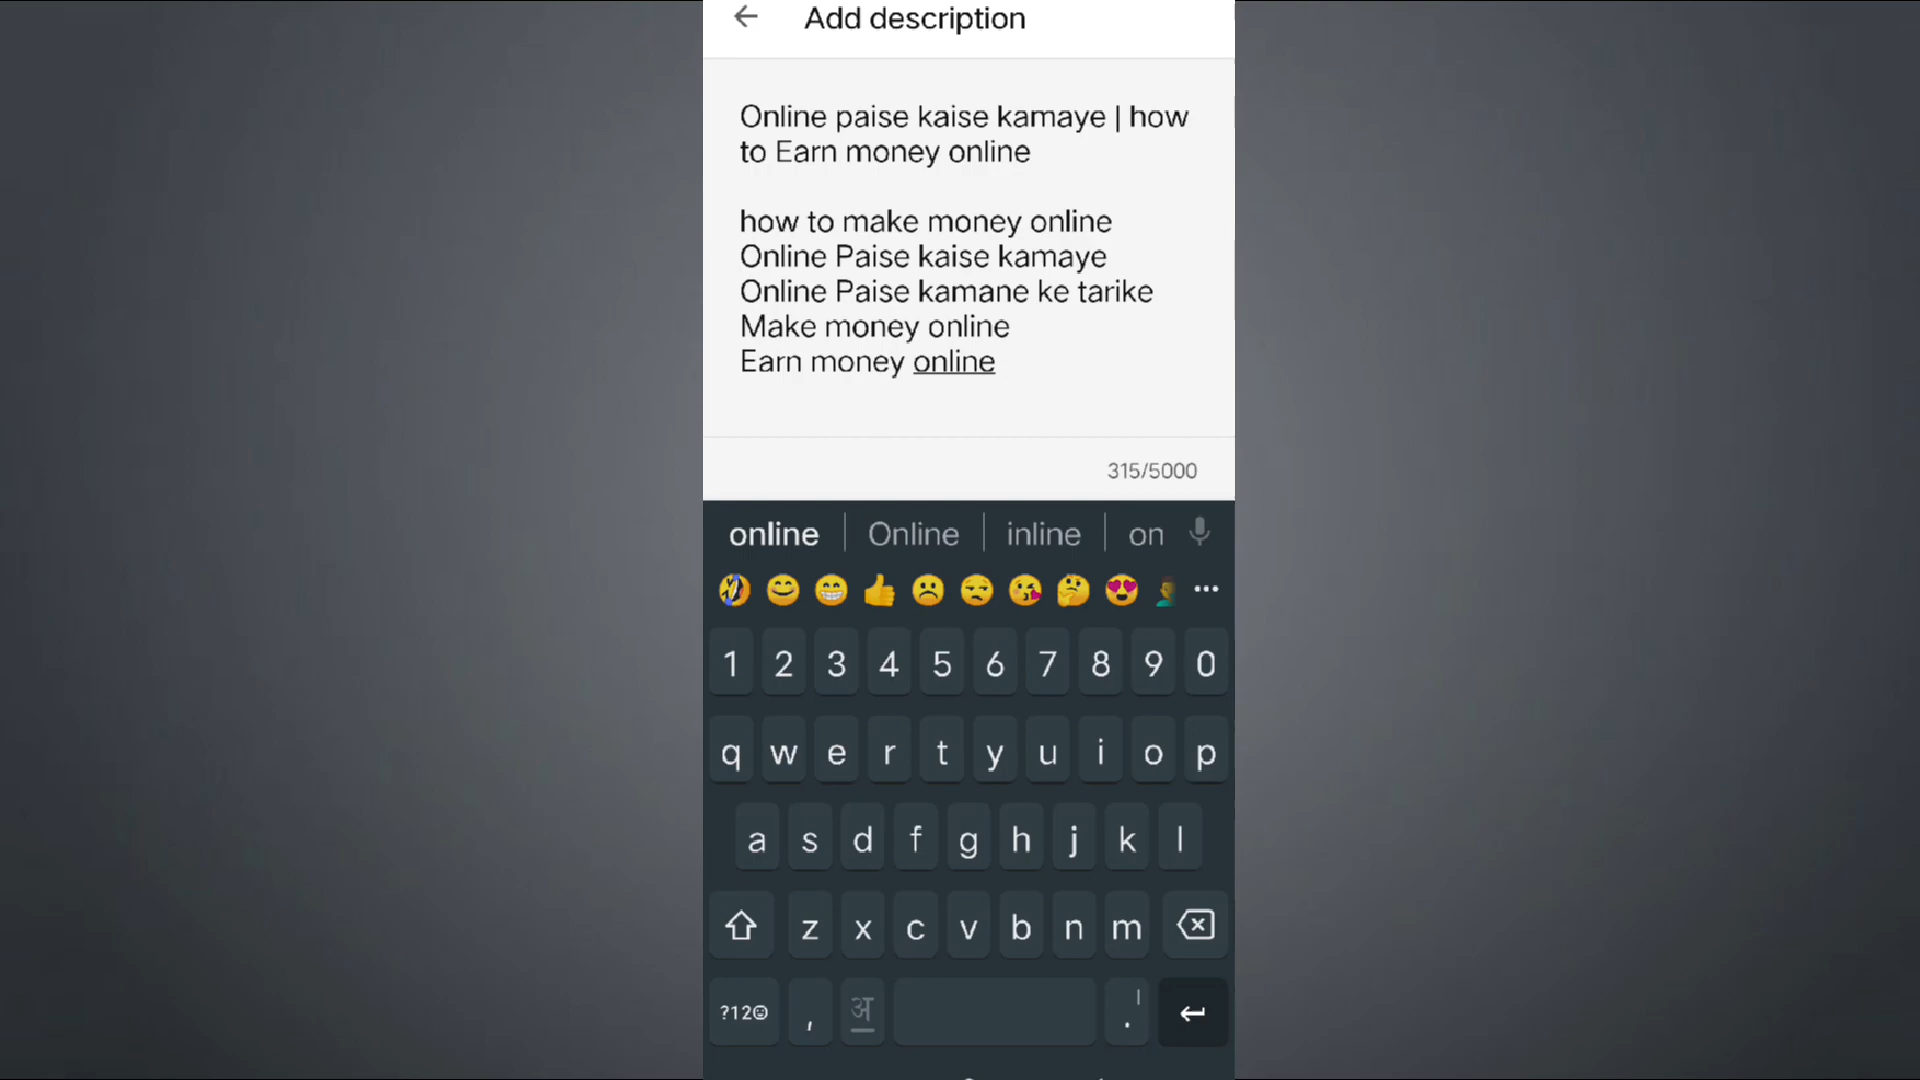 Add description
Online paise kaise kamaye | how
to Earn money online
how to make money online
Online Paise kaise kamaye
Online Paise kamane ke tarike
Make money online
Earn money online
315/5000
online Online inline on
1 2 3 4 5 6 7 8 9 0
q w e r t y u i o p
a s d f g h j k l
z x c v b n m
?12☺ , अ . |